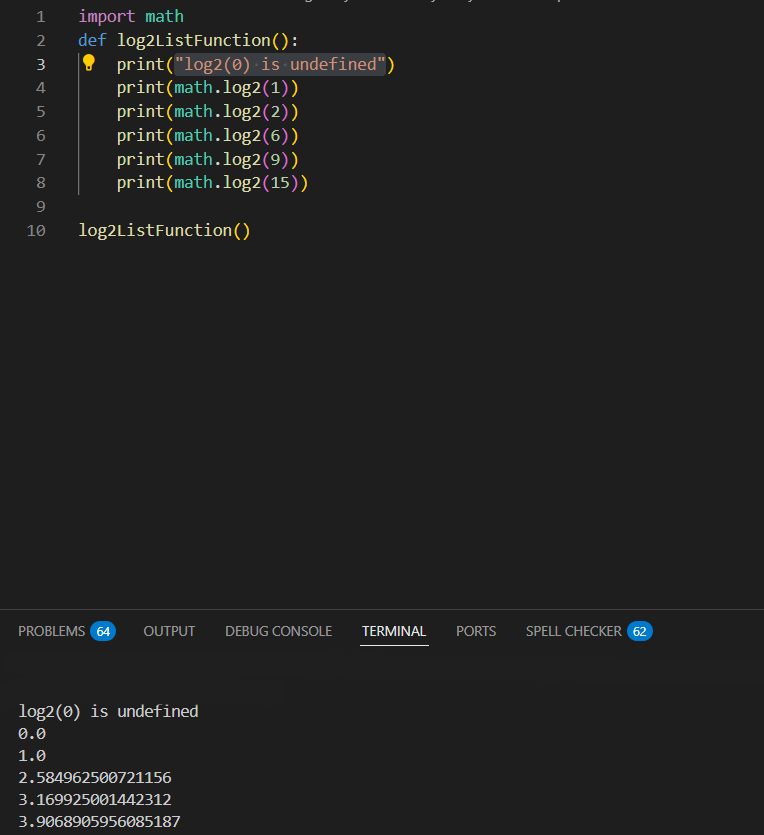 1 import math
2 def log2ListFunction():
3 print("log2(0) is undefined")
4 print(math.log2(1))
5 print(math.log2(2))
6 print(math.log2(6))
7 print(math.log2(9))
8 print(math.log2(15))
9
10 log2ListFunction()
PROBLEMS 64 OUTPUT DEBUG CONSOLE TERMINAL PORTS SPELL CHECKER 62
log2(0) is undefined
0.0
1.0
2.584962500721156
3.169925001442312
3.9068905956085187